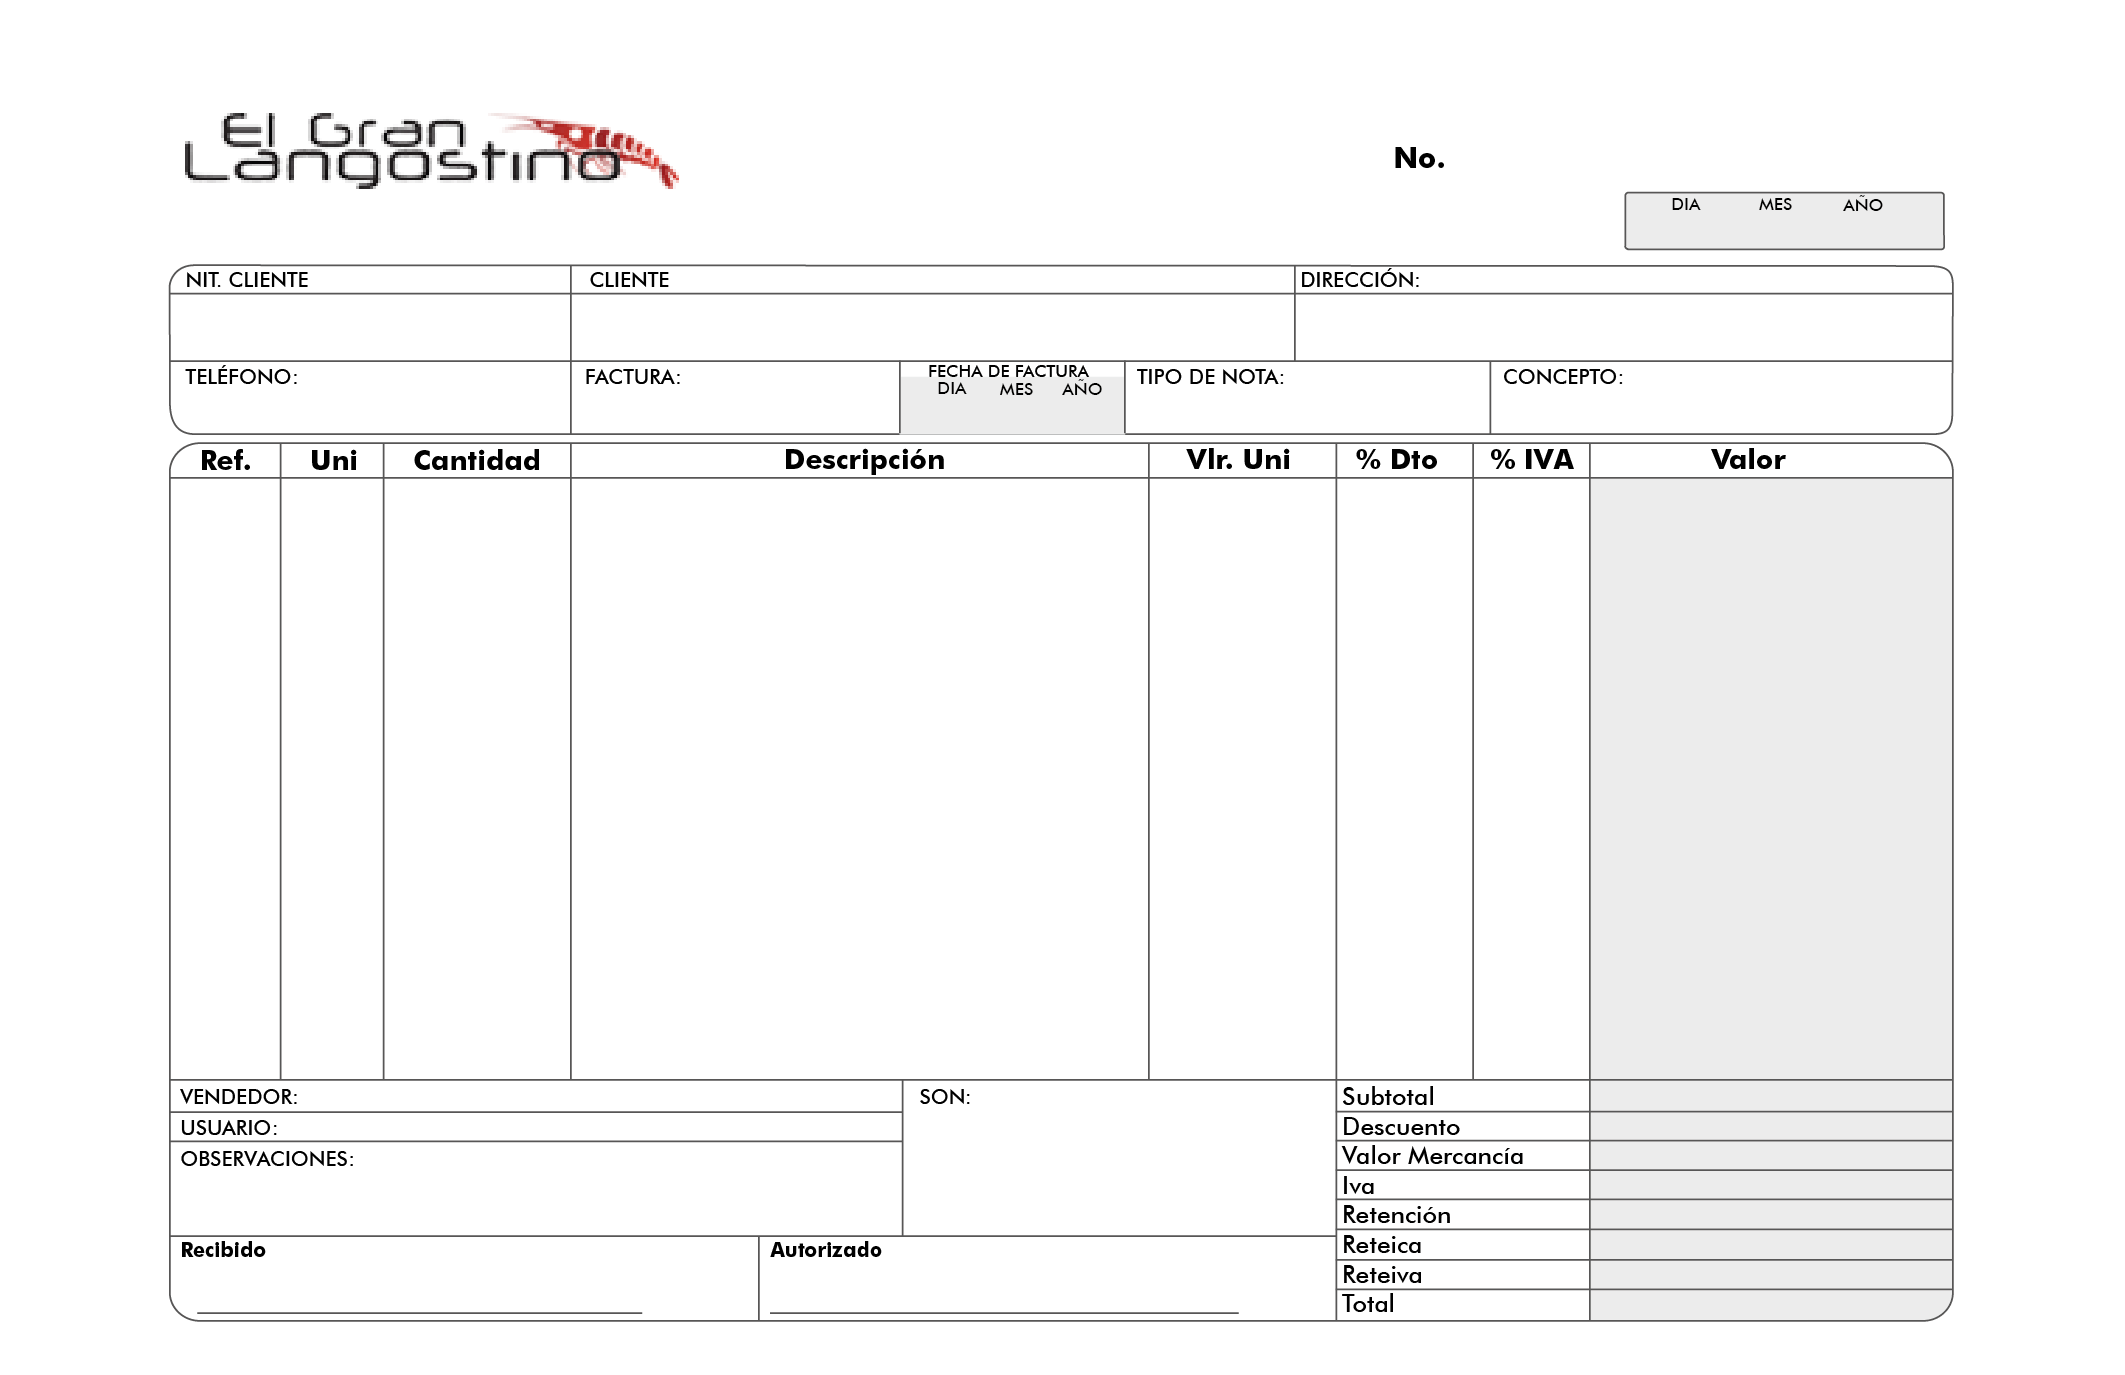 El Gran
Langostino
No.
DIA MES AÑO
NIT. CLIENTE CLIENTE DIRECCIÓN:
TELÉFONO: FACTURA: FECHA DE FACTURA TIPO DE NOTA: CONCEPTO:
DIA MES AÑO
Ref. Uni Cantidad Descripción Vlr. Uni % Dto % IVA Valor
VENDEDOR: SON: Subtotal
USUARIO: Descuento
OBSERVACIONES: Valor Mercancía
Iva
Retención
Recibido Autorizado Reteica
Reteiva
Total